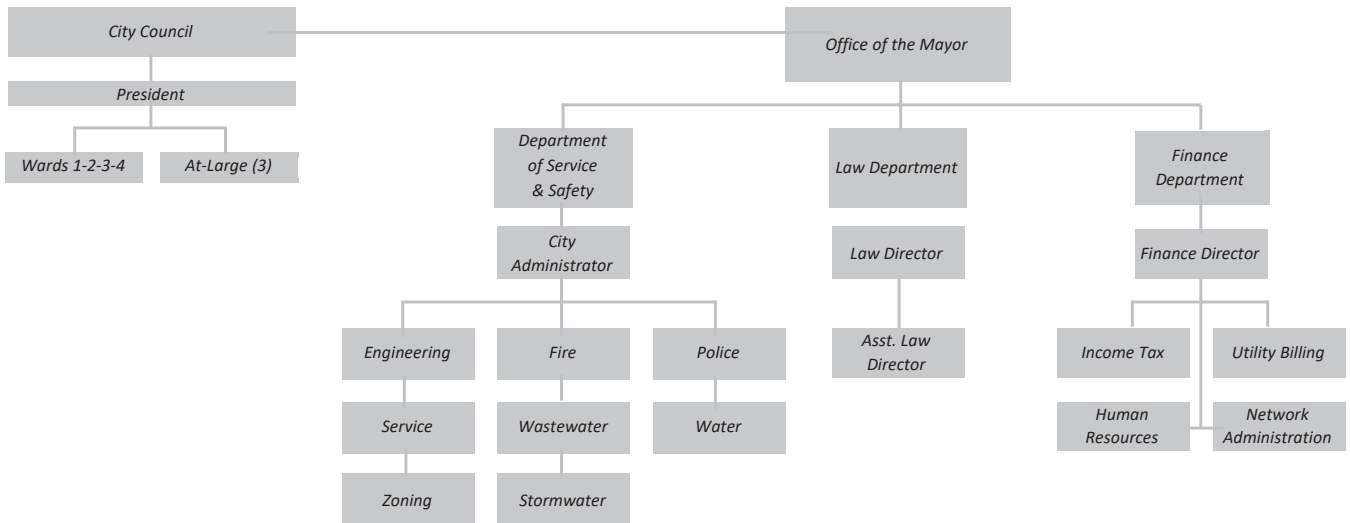 City Council
Office of the Mayor
President
Wards 1-2-3-4
At-Large (3)
Department
of Service
& Safety
Law Department
Finance
Department
City
Administrator
Law Director
Finance Director
Engineering
Fire
Police
Asst. Law
Director
Income Tax
Utility Billing
Service
Wastewater
Water
Human
Resources
Network
Administration
Zoning
Stormwater